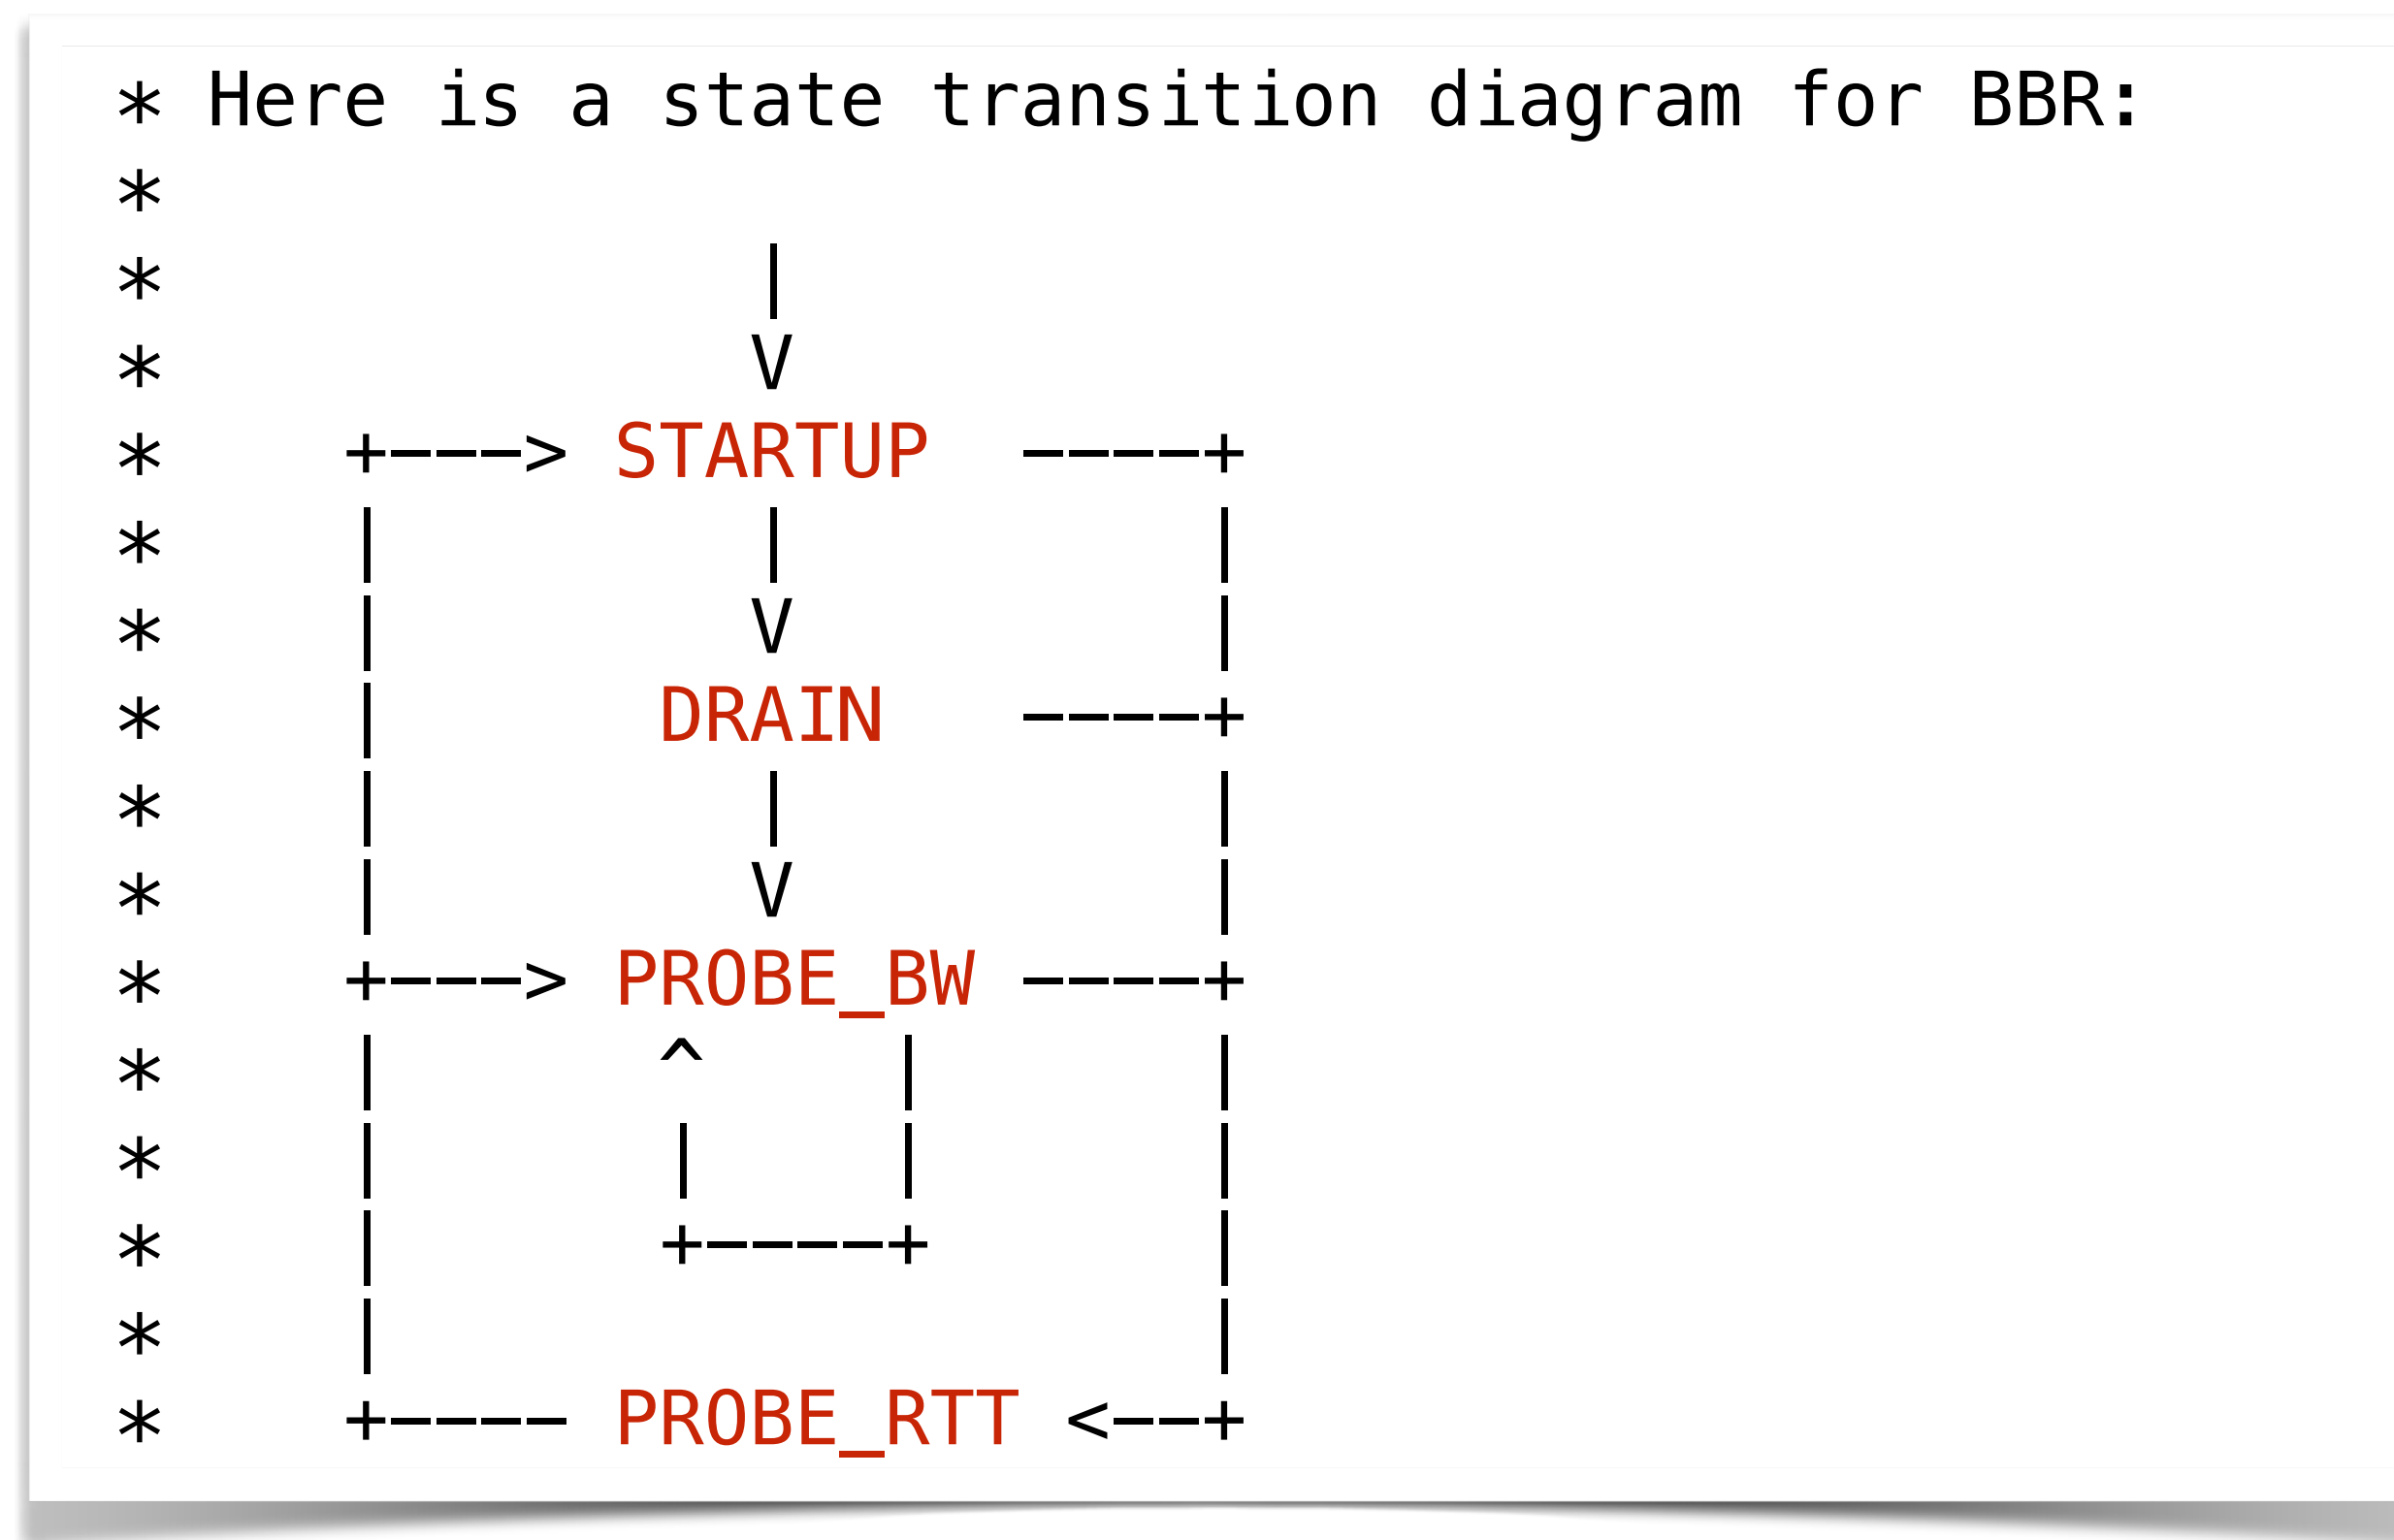 * Here is a state transition diagram for BBR:
*
*             |
*             V
*    +---> STARTUP  ----+
*    |        |         |
*    |        V         |
*    |      DRAIN   ----+
*    |        |         |
*    |        V         |
*    +---> PROBE_BW ----+
*    |      ^    |      |
*    |      |    |      |
*    |      +----+      |
*    |                  |
*    +---- PROBE_RTT <--+